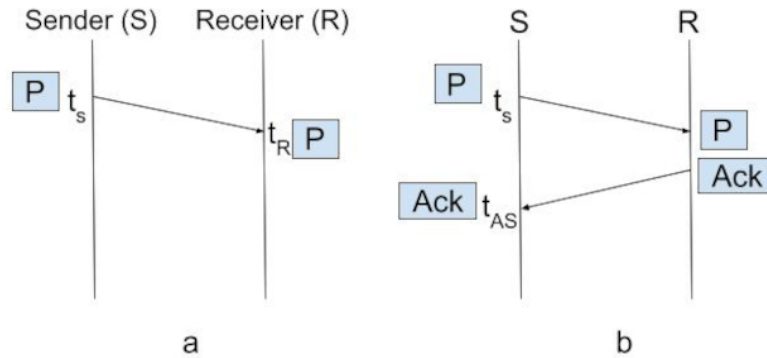 Sender (S) Receiver (R)
P
t_s
t_R
P
a
S R
P
t_s
P
Ack
Ack
t_AS
b